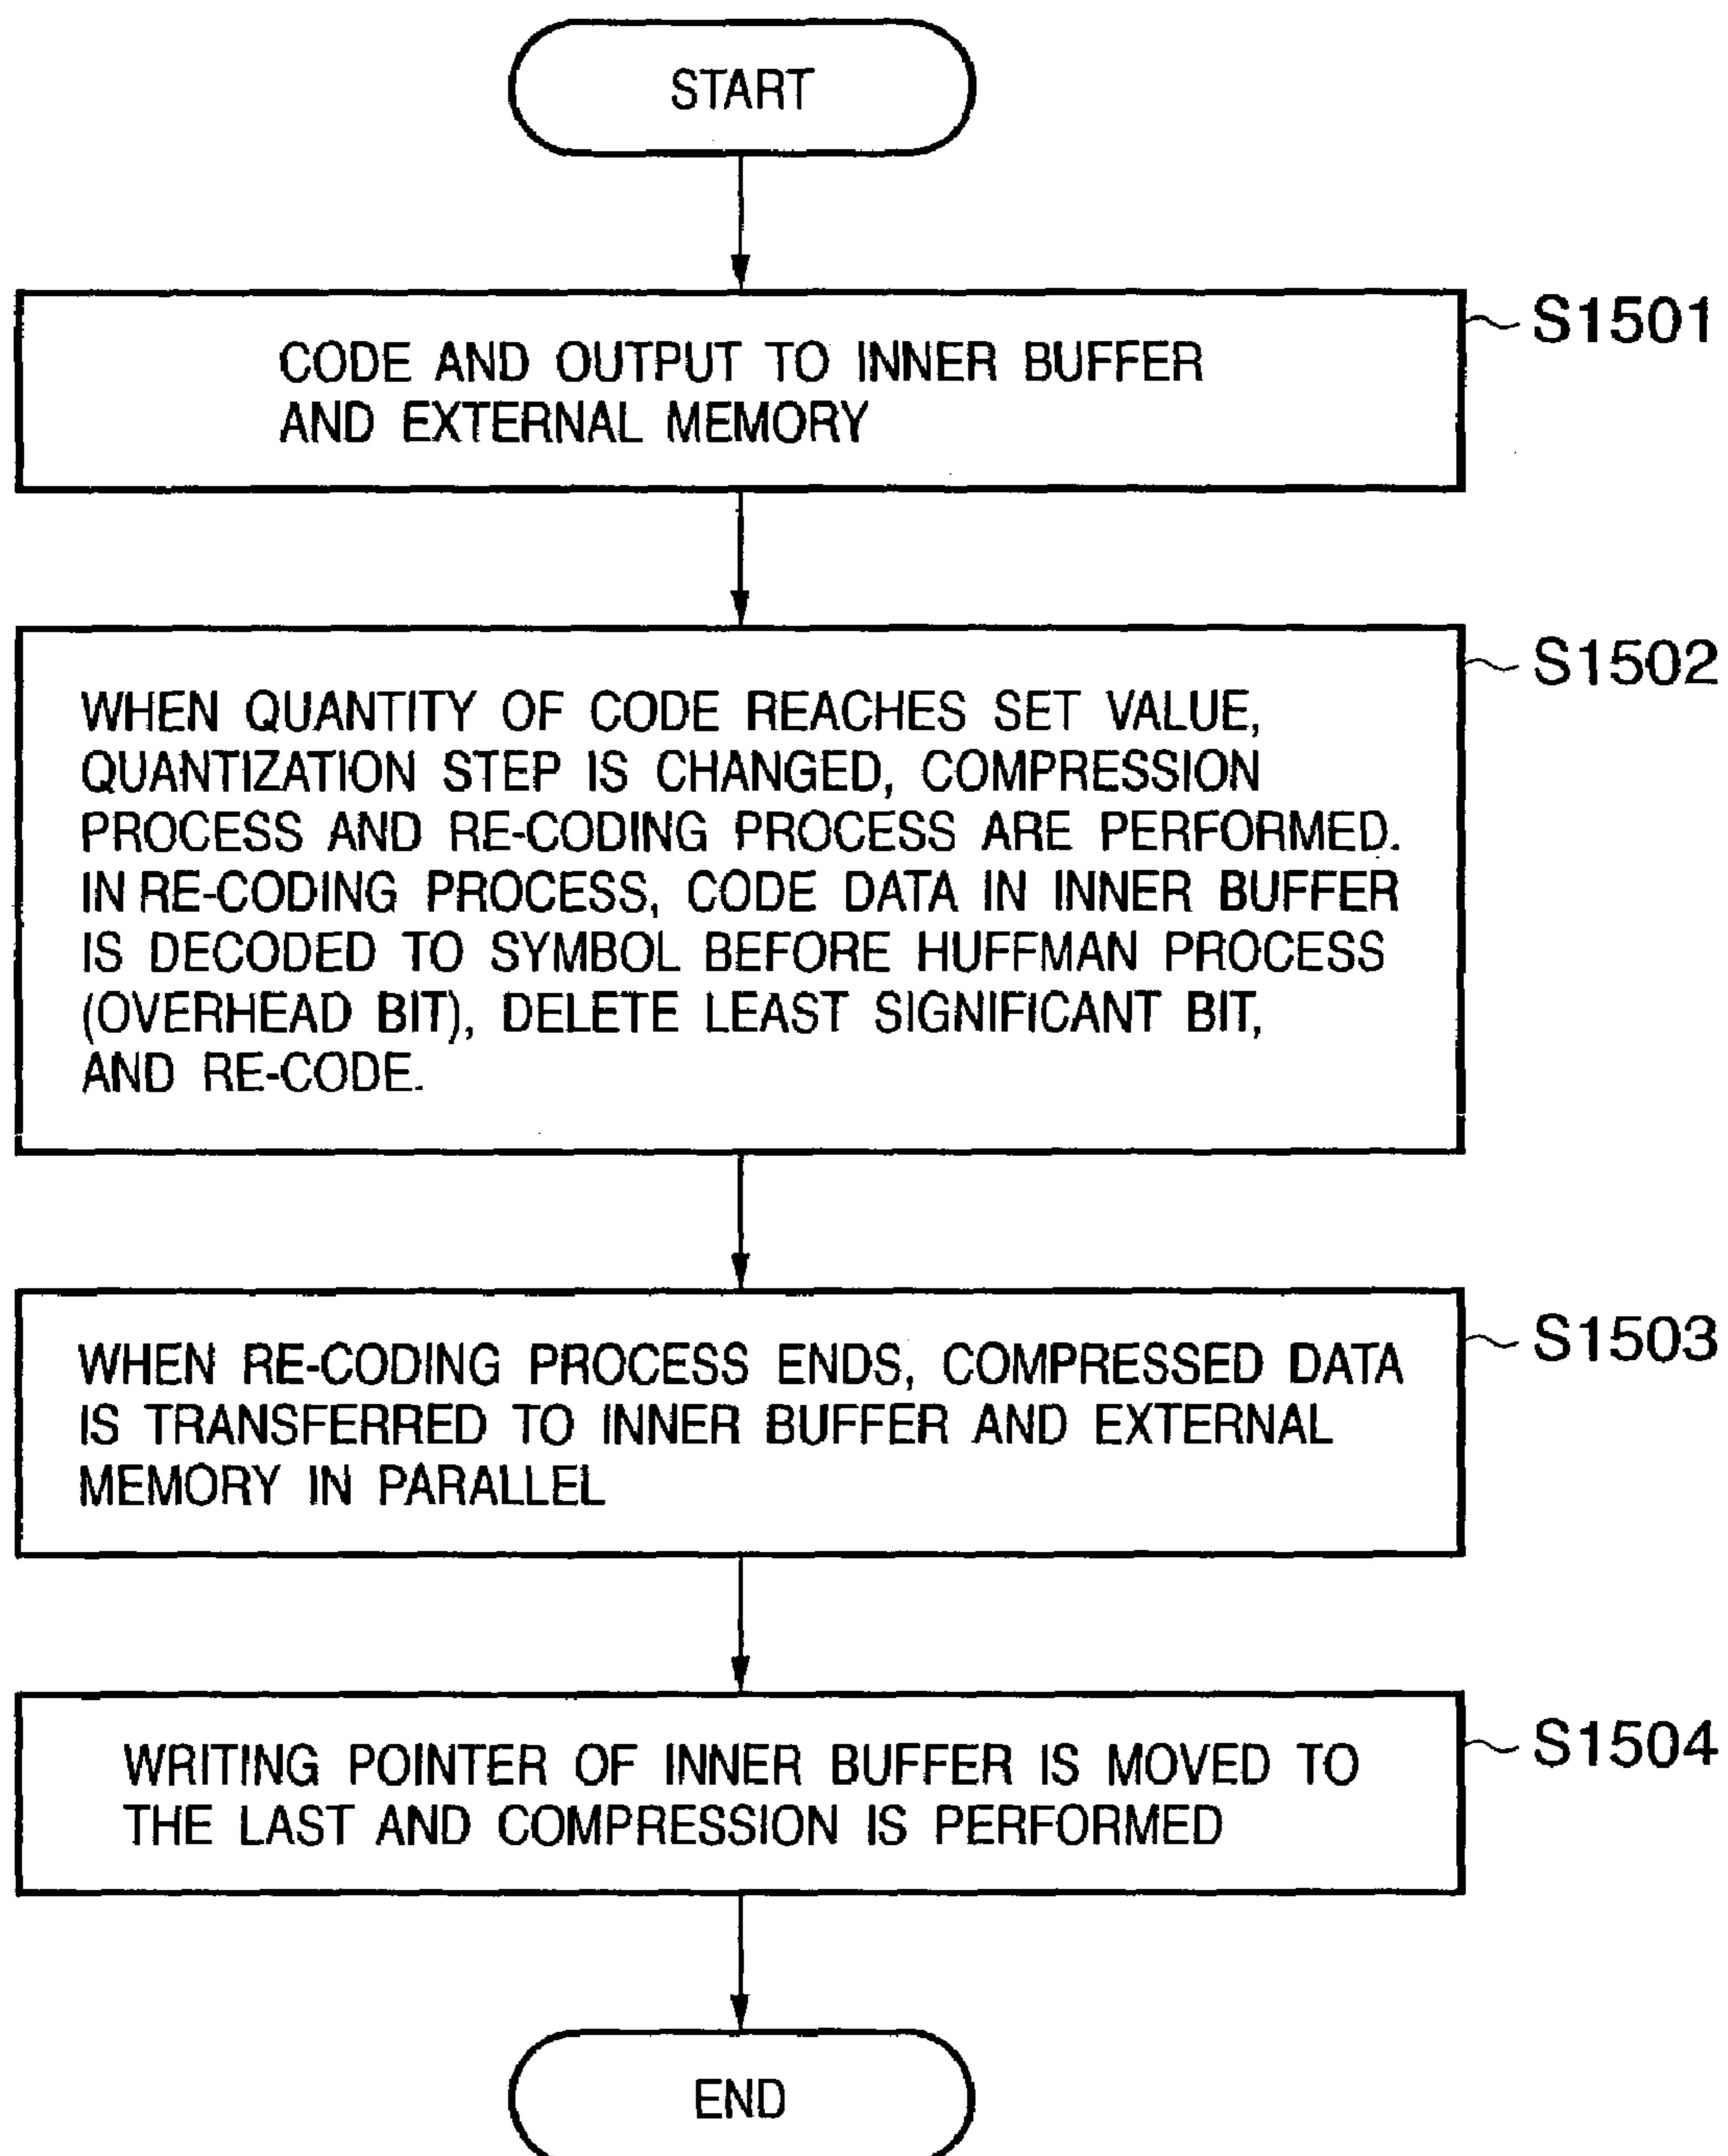 START
S1501
CODE AND OUTPUT TO INNER BUFFER
AND EXTERNAL MEMORY
S1502
WHEN QUANTITY OF CODE REACHES SET VALUE,
QUANTIZATION STEP IS CHANGED, COMPRESSION
PROCESS AND RE-CODING PROCESS ARE PERFORMED.
IN RE-CODING PROCESS, CODE DATA IN INNER BUFFER
IS DECODED TO SYMBOL BEFORE HUFFMAN PROCESS
(OVERHEAD BIT), DELETE LEAST SIGNIFICANT BIT,
AND RE-CODE.
S1503
WHEN RE-CODING PROCESS ENDS, COMPRESSED DATA
IS TRANSFERRED TO INNER BUFFER AND EXTERNAL
MEMORY IN PARALLEL
S1504
WRITING POINTER OF INNER BUFFER IS MOVED TO
THE LAST AND COMPRESSION IS PERFORMED
END